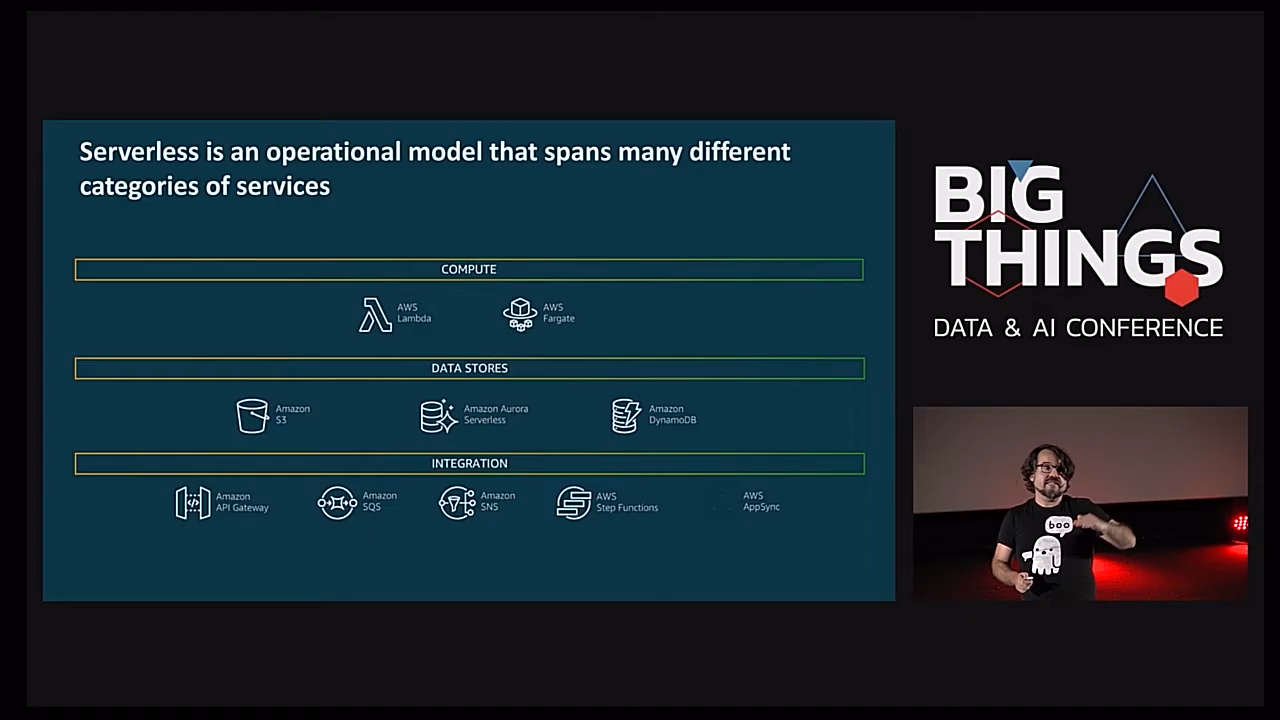 Serverless is an operational model that spans many different
categories of services
COMPUTE
AWS
Lambda
AWS
Fargate
DATA STORES
Amazon
S3
Amazon Aurora
Serverless
Amazon
DynamoDB
INTEGRATION
Amazon
API Gateway
Amazon
SQS
Amazon
SNS
AWS
Step Functions
AWS
AppSync
BIG
THINGS
DATA & AI CONFERENCE
boo